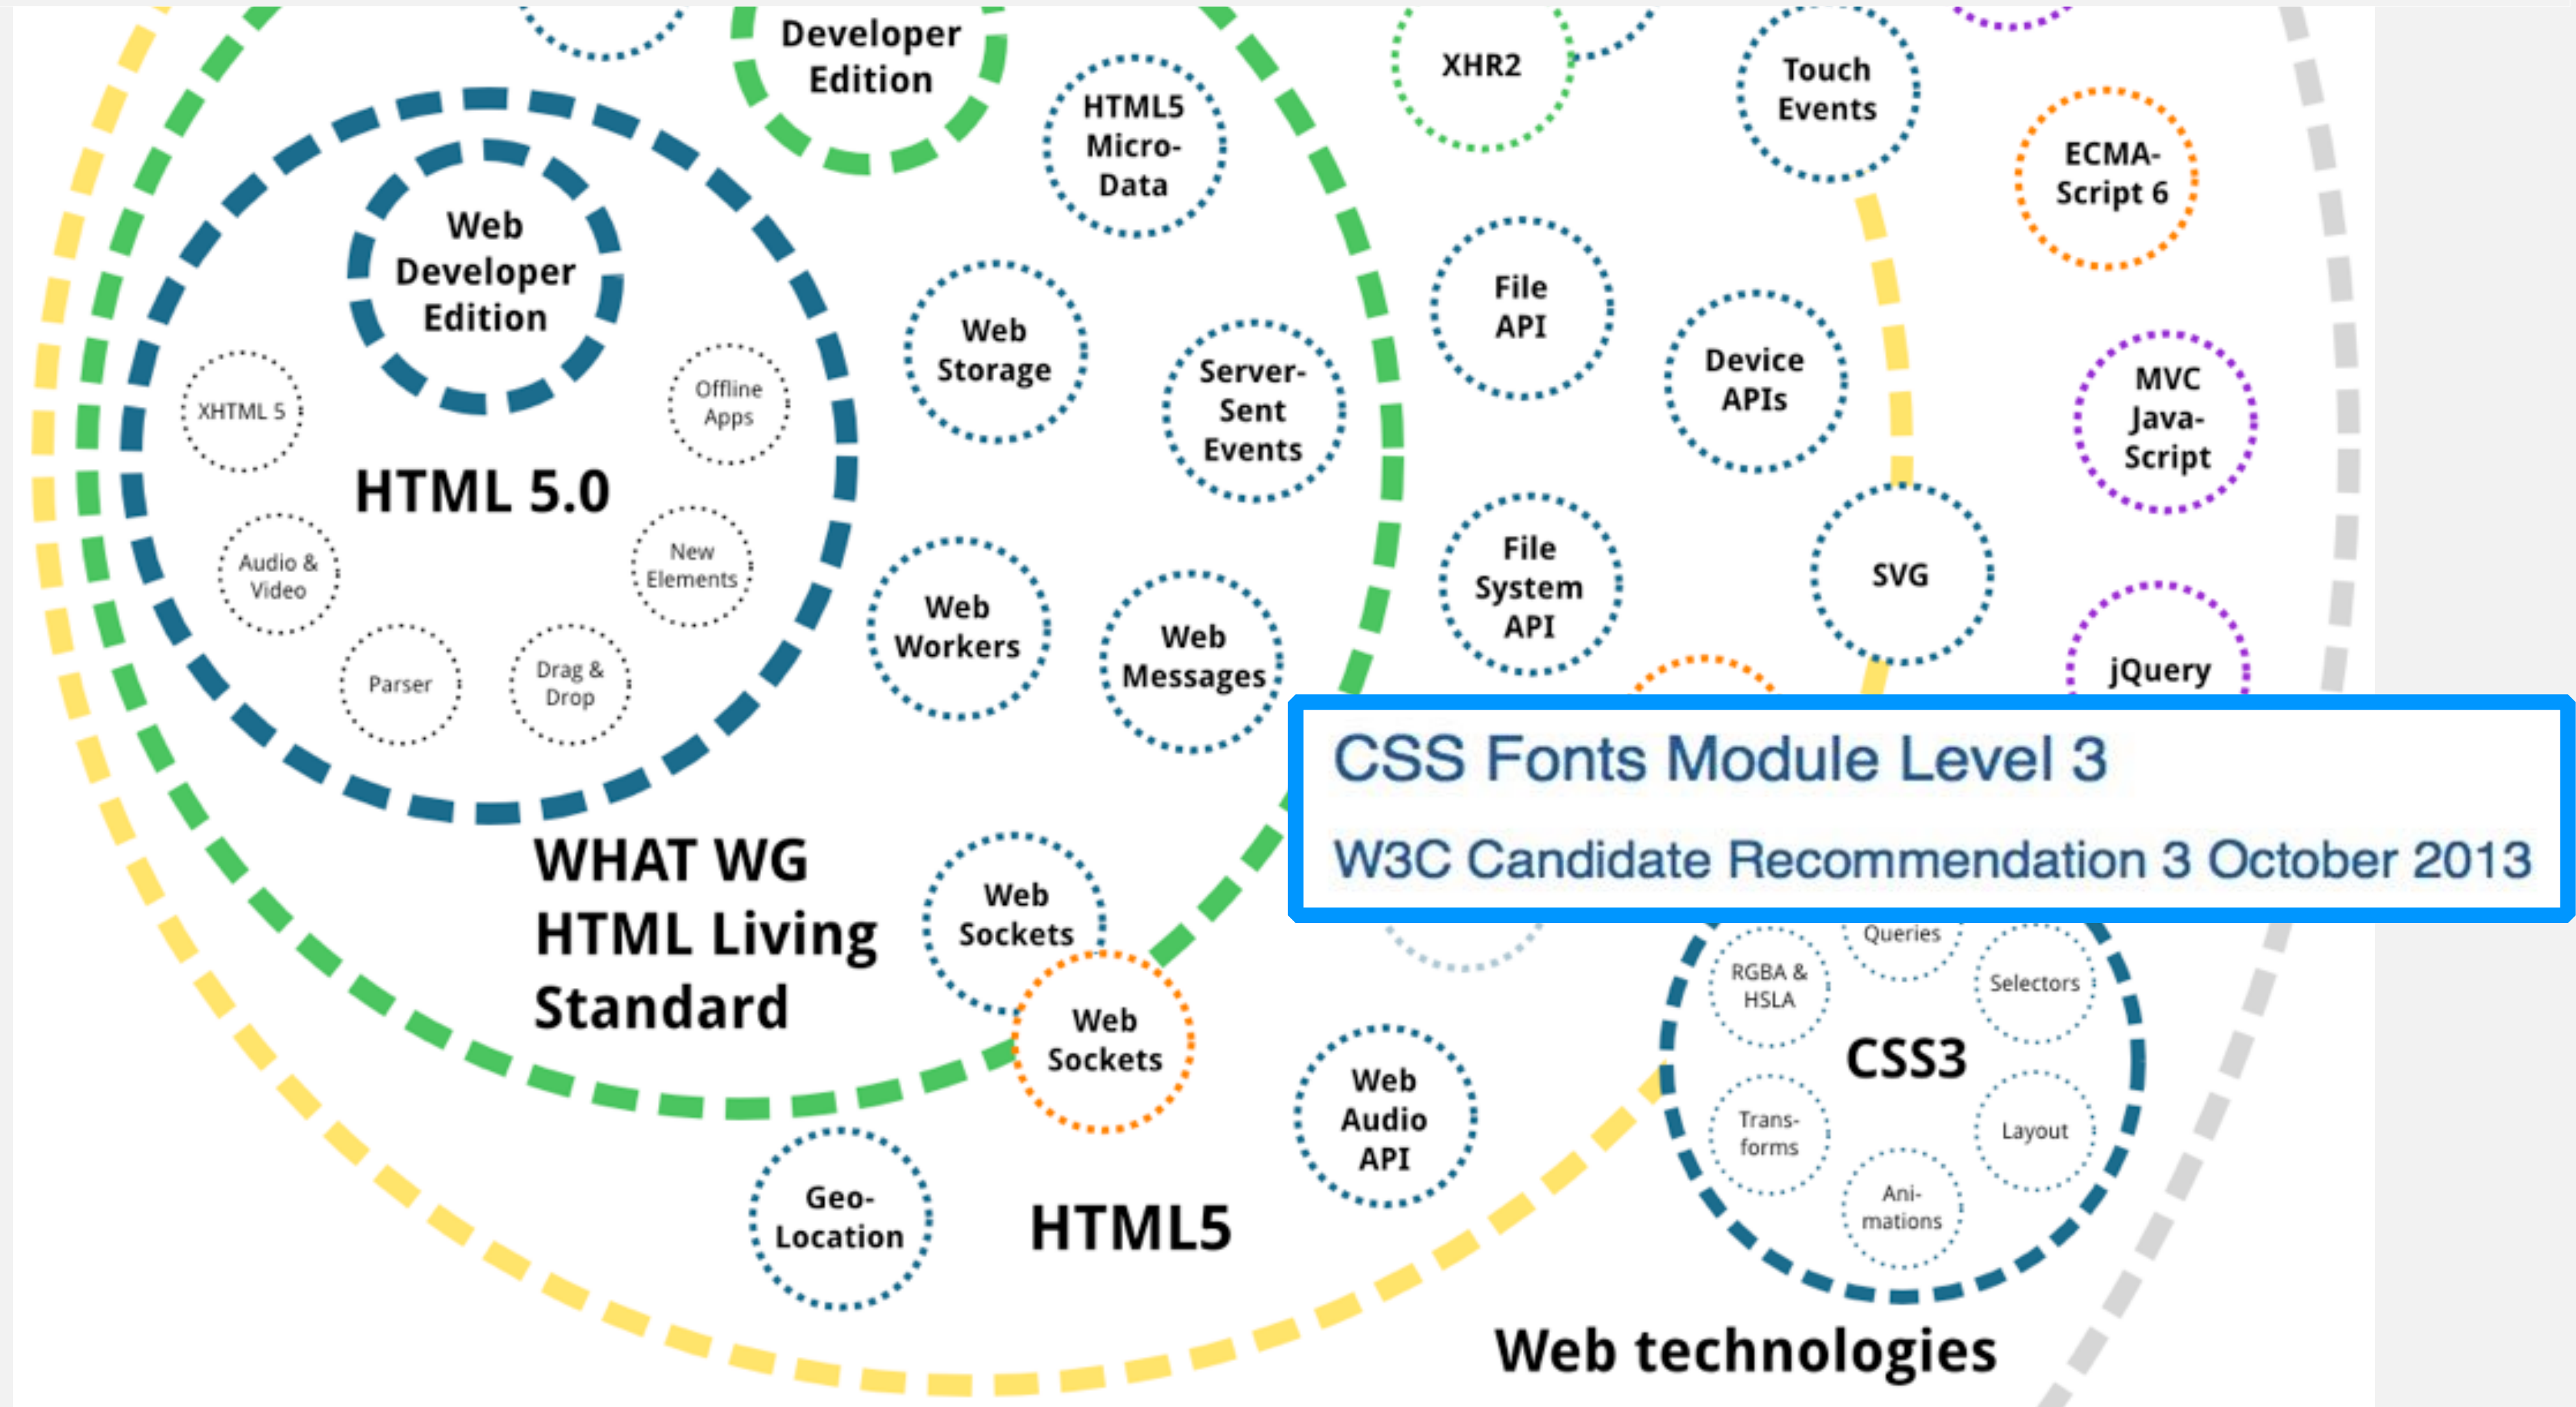 Developer
Edition
HTML5
Micro-
Data
XHR2
Touch
Events
ECMA-
Script 6
Web
Developer
Edition
Web
Storage
Server-
Sent
Events
File
API
Device
APIs
MVC
Java-
Script
XHTML 5
Offline
Apps
HTML 5.0
Audio &
Video
New
Elements
Parser
Drag &
Drop
Web
Workers
Web
Messages
File
System
API
SVG
jQuery
CSS Fonts Module Level 3
W3C Candidate Recommendation 3 October 2013
WHAT WG
HTML Living
Standard
Web
Sockets
Web
Sockets
Queries
RGBA &
HSLA
Selectors
CSS3
Trans-
forms
Layout
Ani-
mations
Web
Audio
API
Geo-
Location
HTML5
Web technologies